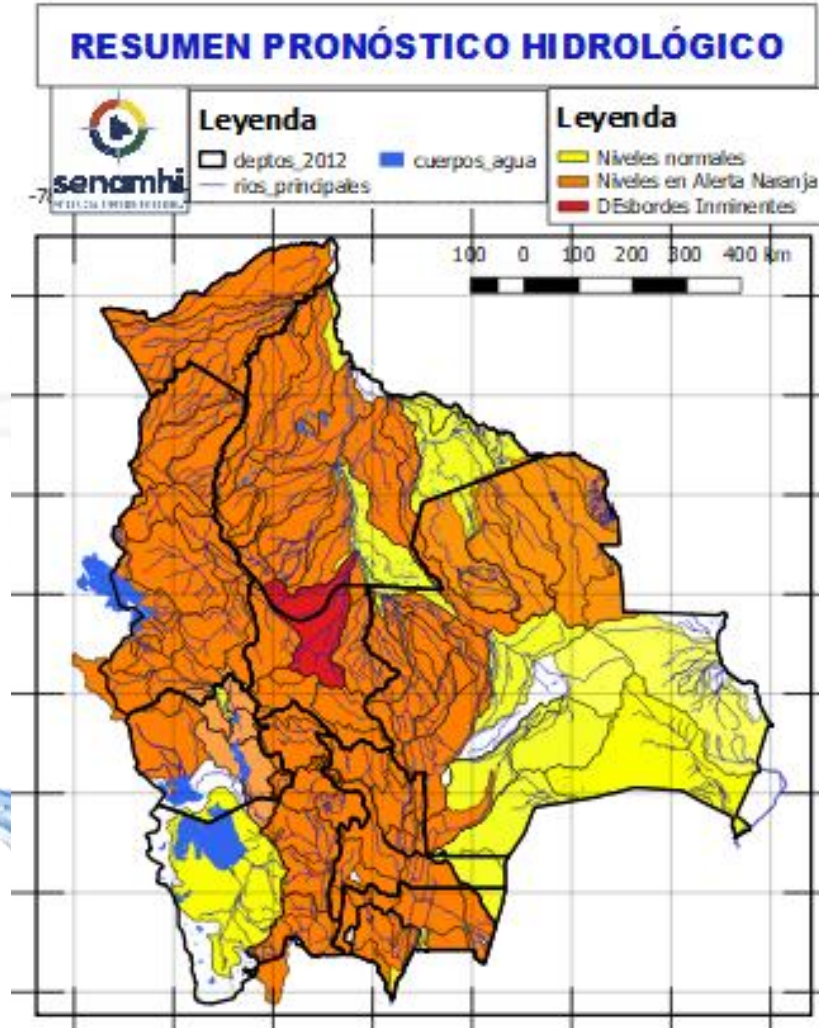 RESUMEN PRONÓSTICO HIDROLÓGICO
senamhi
Leyenda
deptos_2012
cuerpos_agua
rios_principales
Leyenda
Niveles normales
Niveles en Alerta Naranja
DEsbordes Inminentes
100 0 100 200 300 400 km